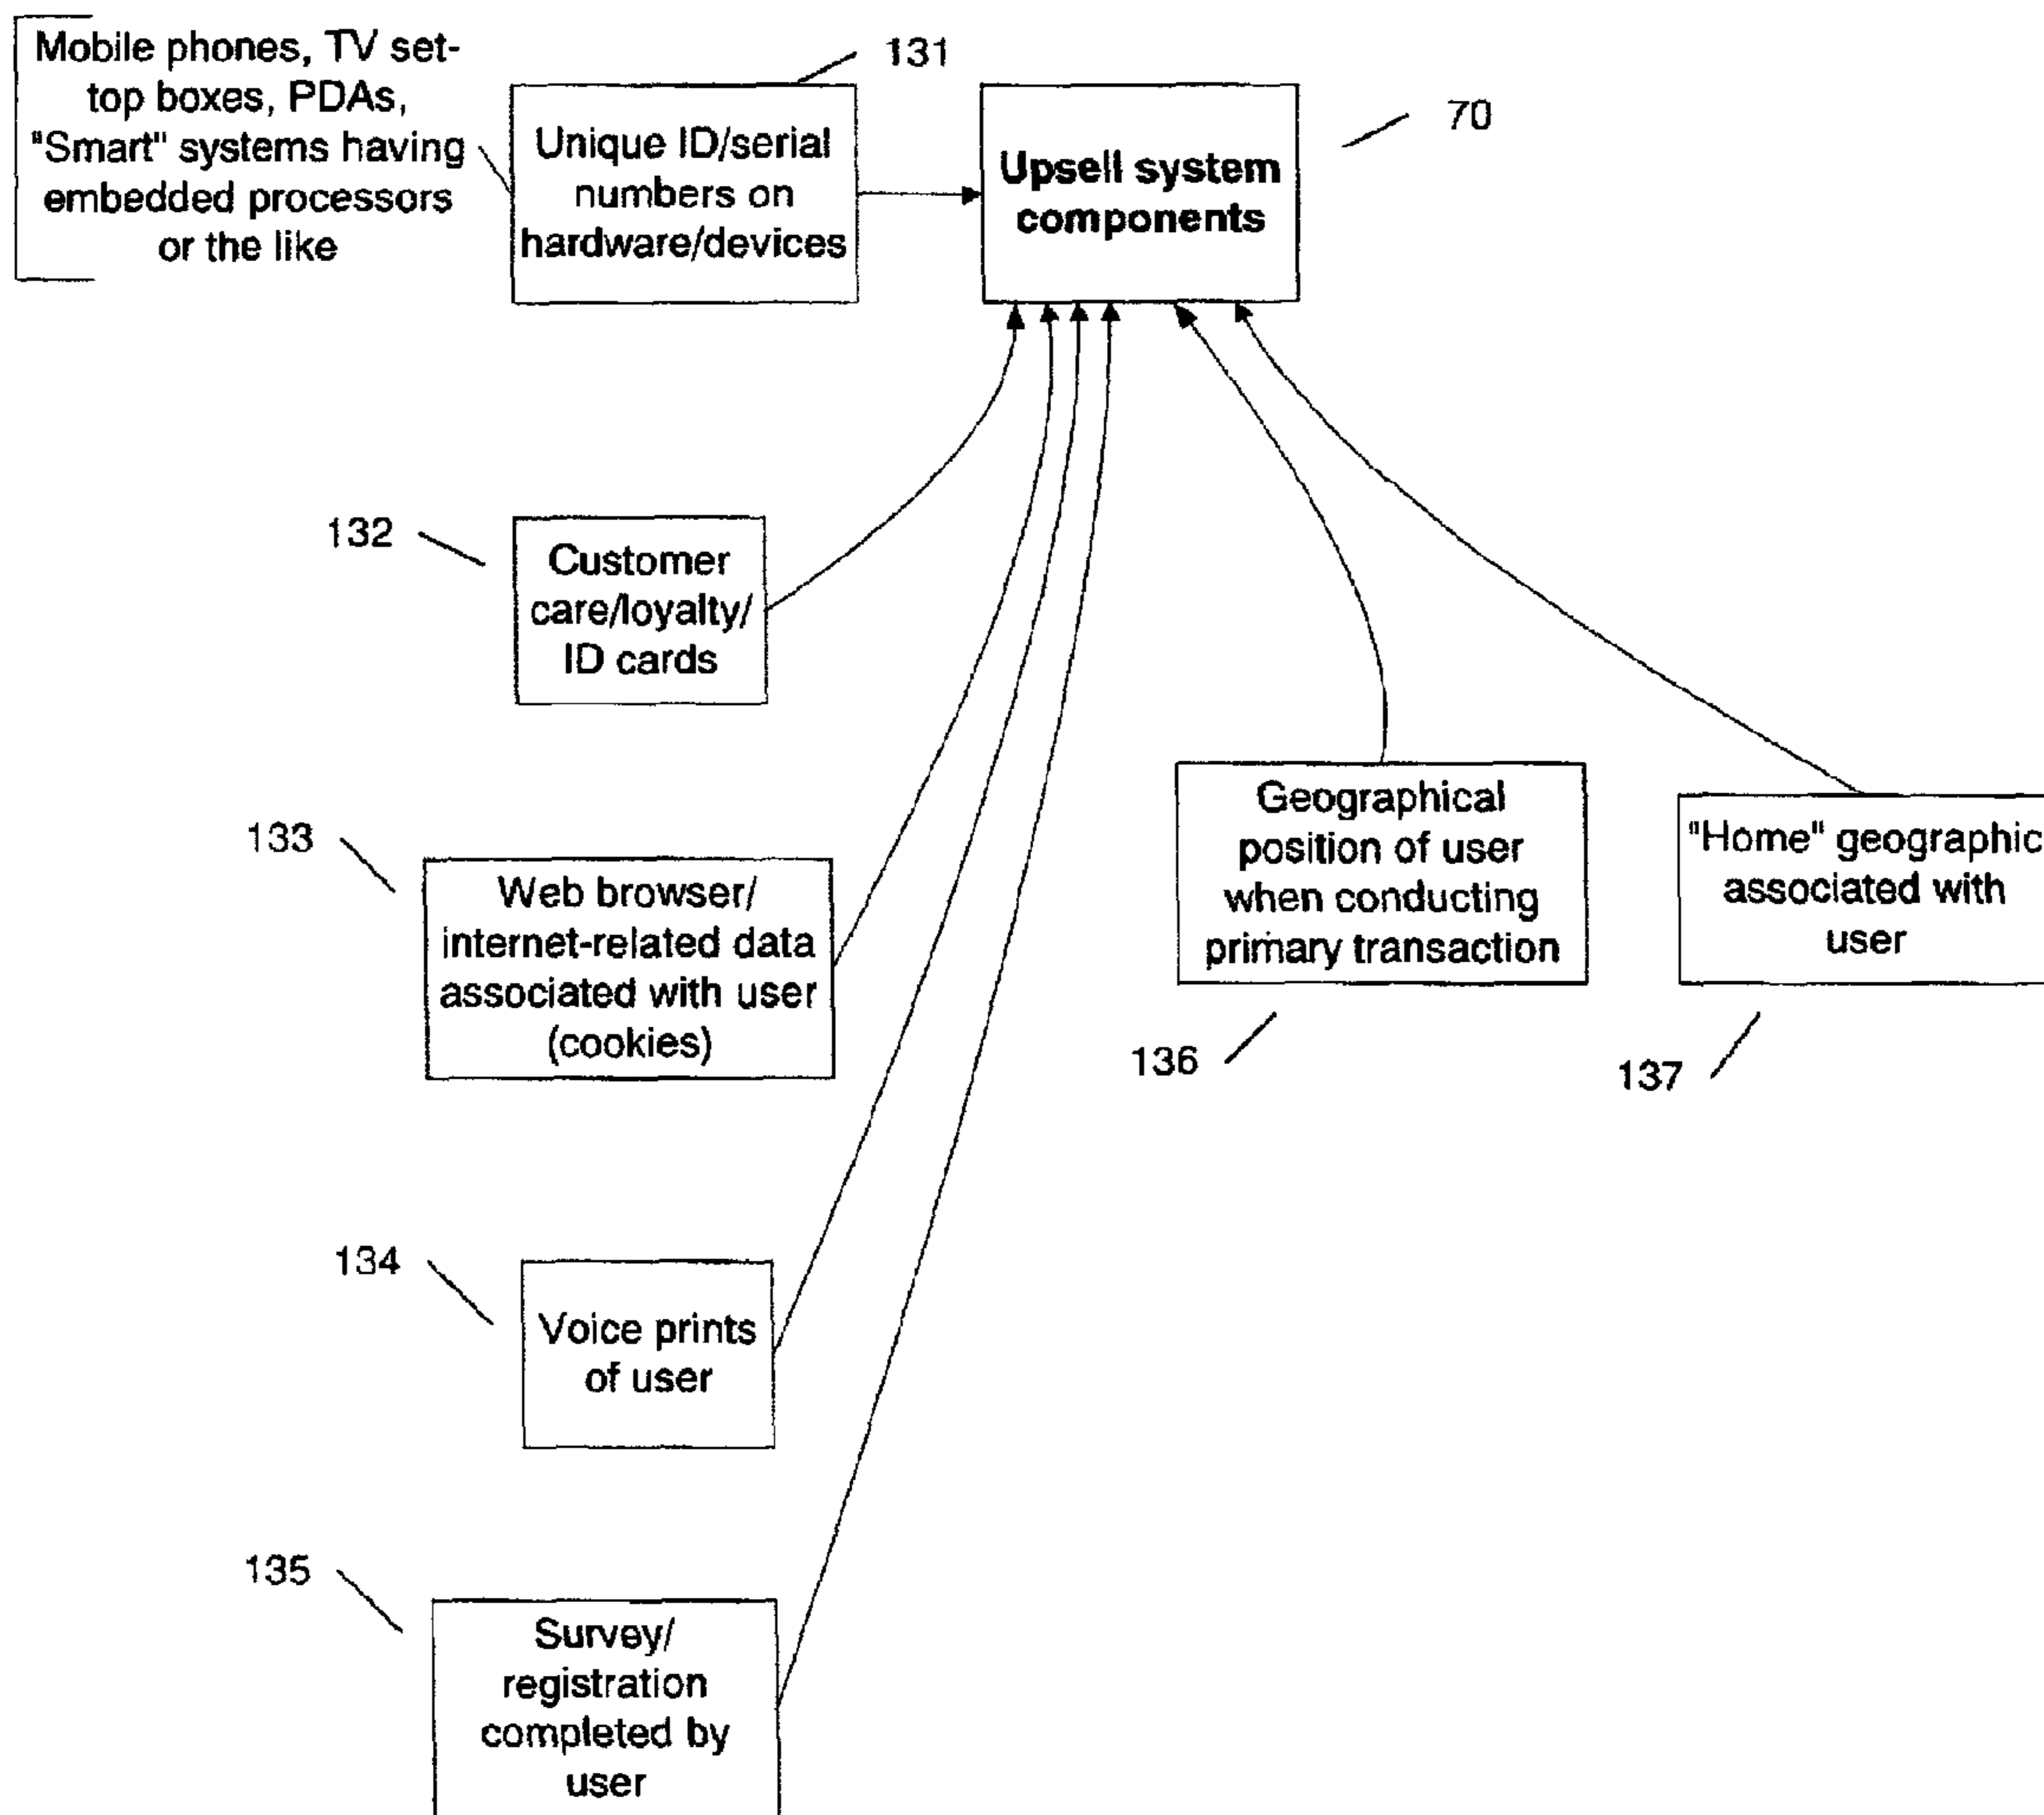 Mobile phones, TV set-
top boxes, PDAs,
"Smart" systems having
embedded processors
or the like
131
Unique ID/serial
numbers on
hardware/devices
70
Upsell system
components
132
Customer
care/loyalty/
ID cards
133
Web browser/
internet-related data
associated with user
(cookies)
134
Voice prints
of user
135
Survey/
registration
completed by
user
Geographical
position of user
when conducting
primary transaction
136
"Home" geographic
associated with
user
137